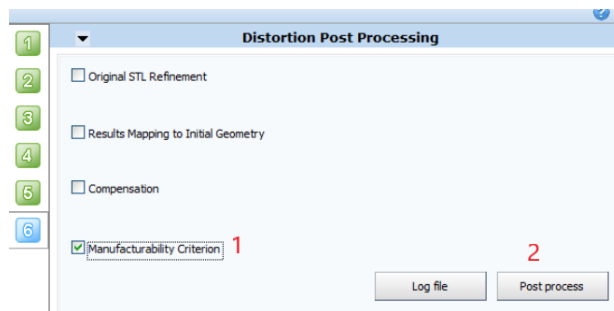 ?
1
Distortion Post Processing
2
Original STL Refinement
3
Results Mapping to Initial Geometry
4
5
Compensation
6
Manufacturability Criterion 1
2
Log file Post process